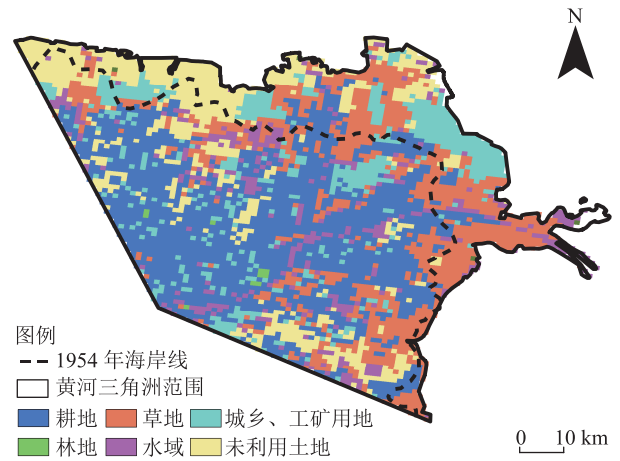 N
图例
1954 年海岸线
黄河三角洲范围
耕地 草地 城乡、工矿用地
林地 水域 未利用土地
0 10 km